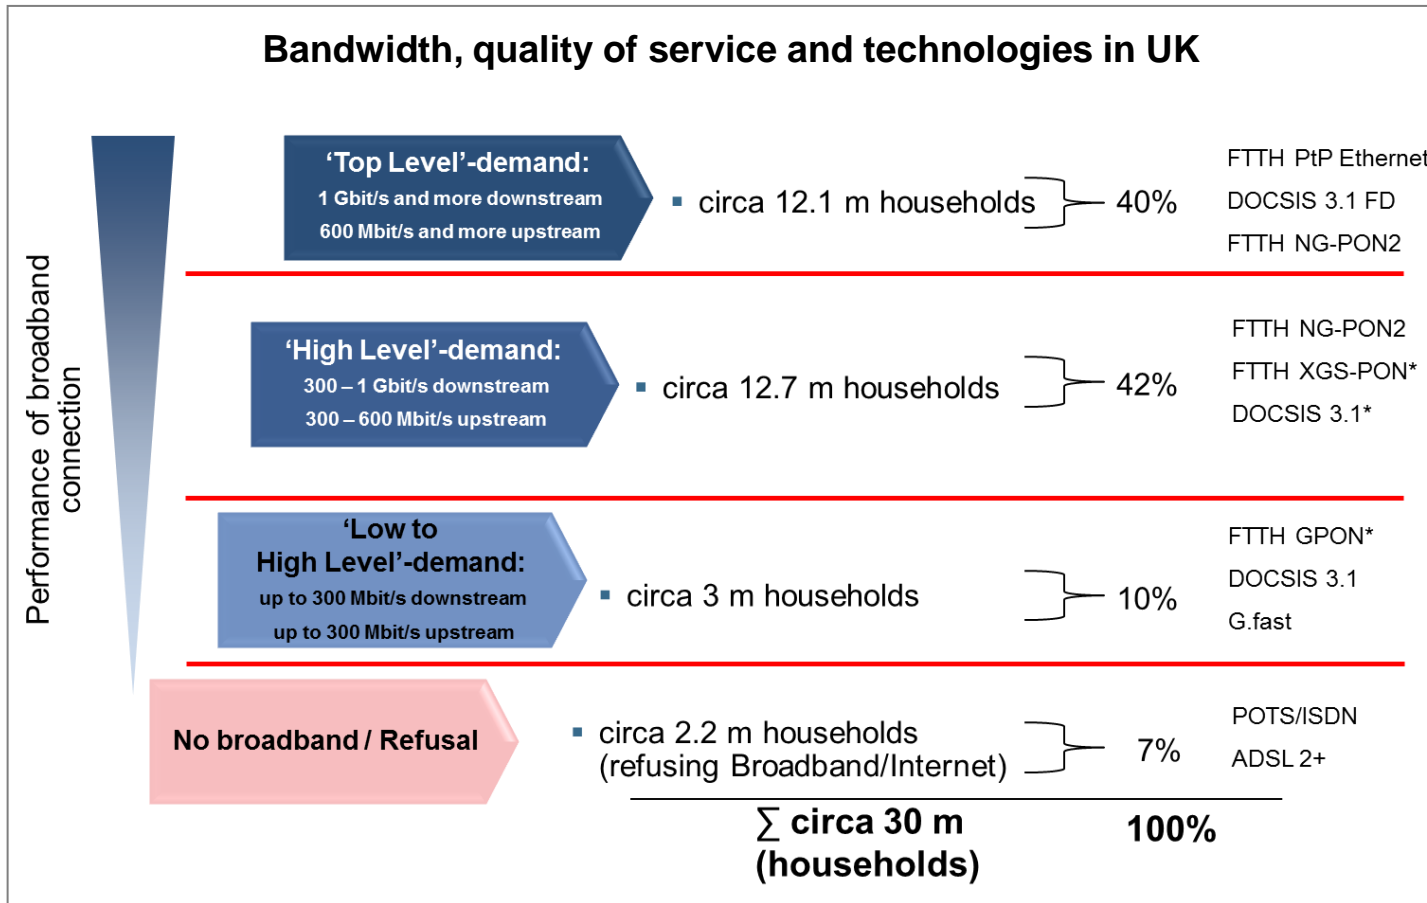 Bandwidth, quality of service and technologies in UK
Performance of broadband
connection
‘Top Level’-demand:
1 Gbit/s and more downstream
600 Mbit/s and more upstream
▪ circa 12.1 m households
40%
FTTH PtP Ethernet
DOCSIS 3.1 FD
FTTH NG-PON2
‘High Level’-demand:
300 – 1 Gbit/s downstream
300 – 600 Mbit/s upstream
▪ circa 12.7 m households
42%
FTTH NG-PON2
FTTH XGS-PON*
DOCSIS 3.1*
‘Low to
High Level’-demand:
up to 300 Mbit/s downstream
up to 300 Mbit/s upstream
▪ circa 3 m households
10%
FTTH GPON*
DOCSIS 3.1
G.fast
No broadband / Refusal
▪ circa 2.2 m households
(refusing Broadband/Internet)
7%
POTS/ISDN
ADSL 2+
∑ circa 30 m
(households)
100%